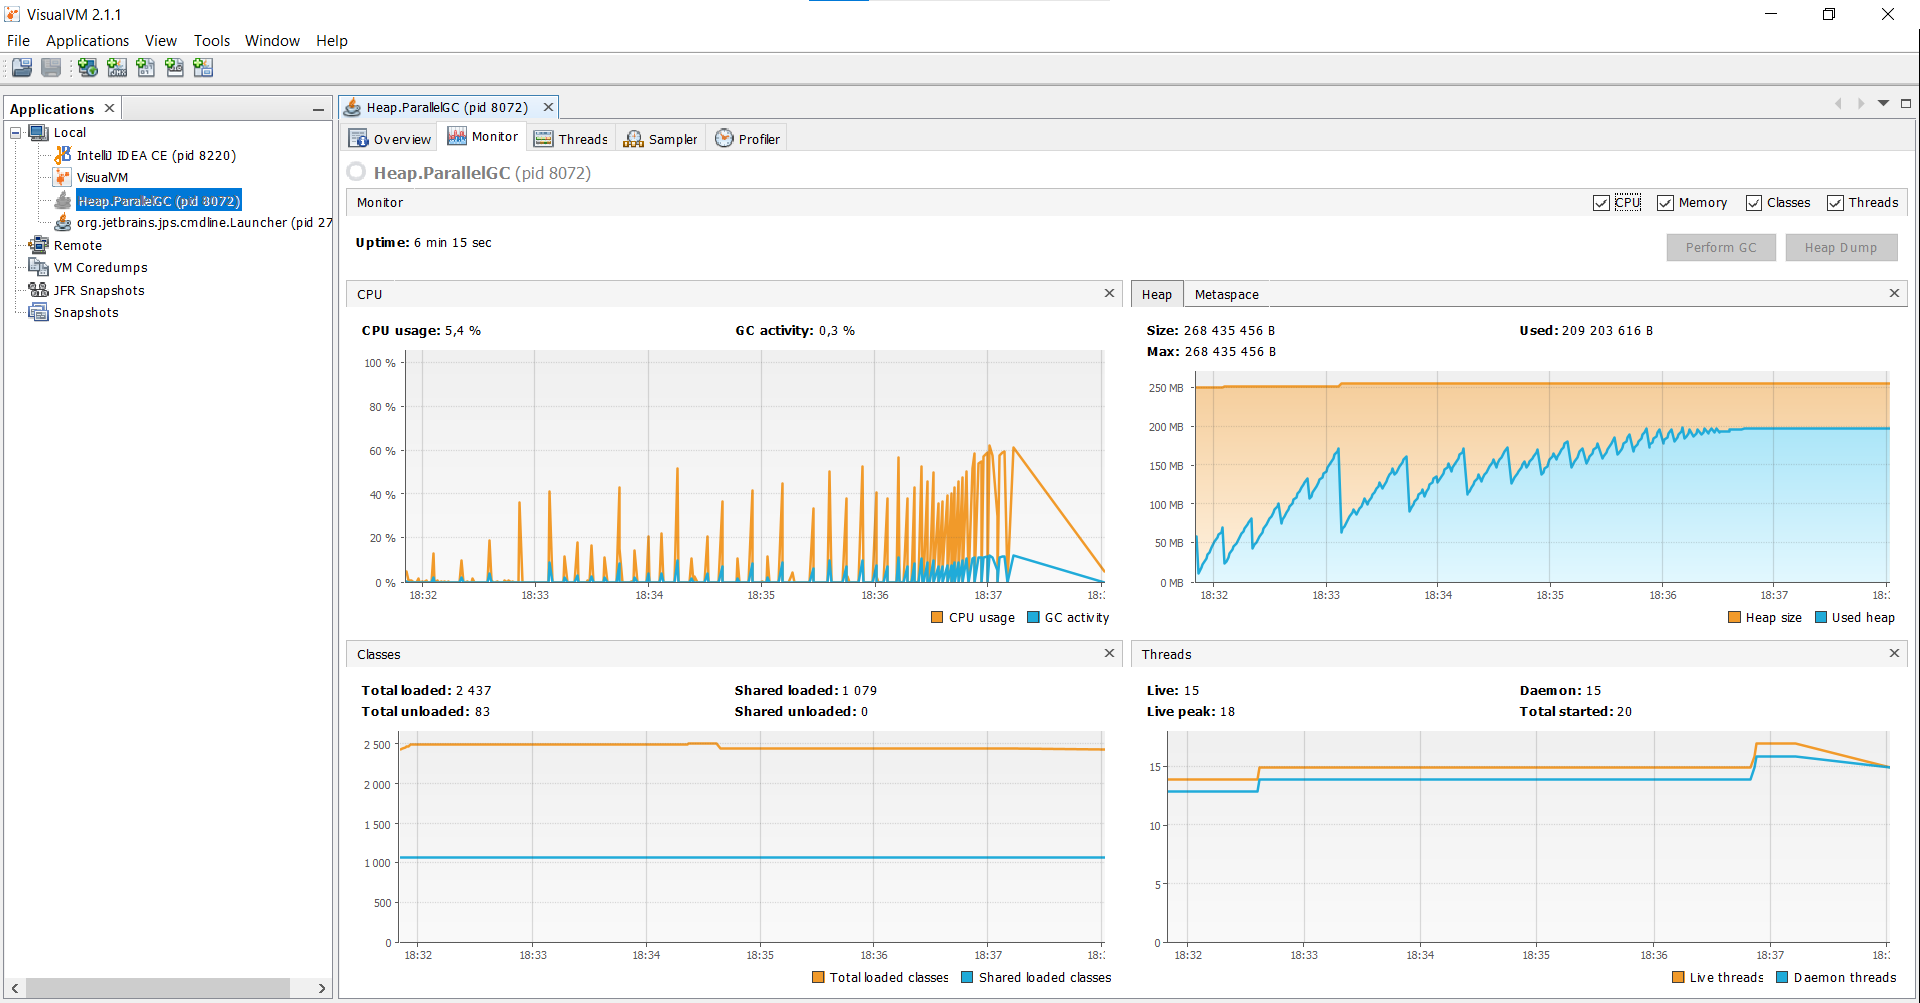 VisualVM 2.1.1
File Applications View Tools Window Help
Applications
Local
IntelliJ IDEA CE (pid 8220)
VisualVM
Heap.ParallelGC (pid 8072)
org.jetbrains.jps.cmdline.Launcher (pid 27
Remote
VM Coredumps
JFR Snapshots
Snapshots
Heap.ParallelGC (pid 8072)
Overview Monitor Threads Sampler Profiler
Heap.ParallelGC (pid 8072)
Monitor
CPU Memory Classes Threads
Uptime: 6 min 15 sec
Perform GC Heap Dump
CPU
CPU usage: 5,4 % GC activity: 0,3 %
100 %
80 %
60 %
40 %
20 %
0 %
18:32 18:33 18:34 18:35 18:36 18:37 18:
CPU usage GC activity
Heap Metaspace
Size: 268 435 456 B Used: 209 203 616 B
Max: 268 435 456 B
250 MB
200 MB
150 MB
100 MB
50 MB
0 MB
18:32 18:33 18:34 18:35 18:36 18:37 18:
Heap size Used heap
Classes
Total loaded: 2 437 Shared loaded: 1 079
Total unloaded: 83 Shared unloaded: 0
2 500
2 000
1 500
1 000
500
0
18:32 18:33 18:34 18:35 18:36 18:37 18:
Total loaded classes Shared loaded classes
Threads
Live: 15 Daemon: 15
Live peak: 18 Total started: 20
15
10
5
0
18:32 18:33 18:34 18:35 18:36 18:37 18:
Live threads Daemon threads